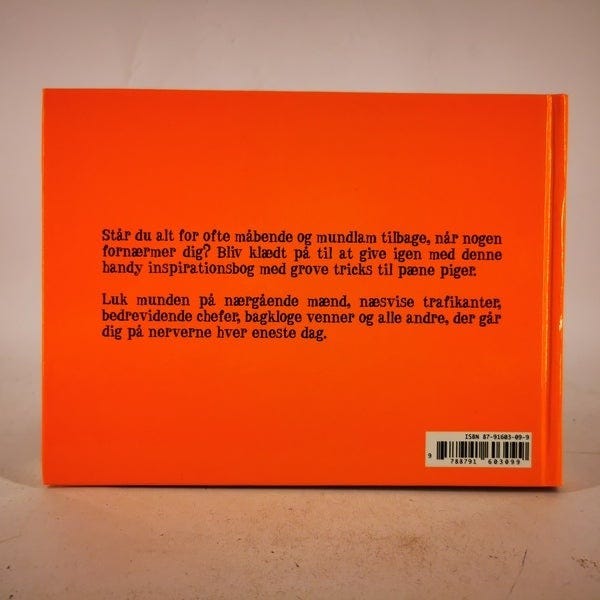 Står du alt for ofte måbende og mundlam tilbage, når nogen
fornærmer dig? Bliv klædt på til at give igen med denne
handy inspirationsbog med grove tricks til pæne piger.
Luk munden på nærgående mænd, næsvise trafikanter,
bedrevidende chefer, bagkloge venner og alle andre, der går
dig på nerverne hver eneste dag.
ISBN 87-91603-09-9
9 788791 603099